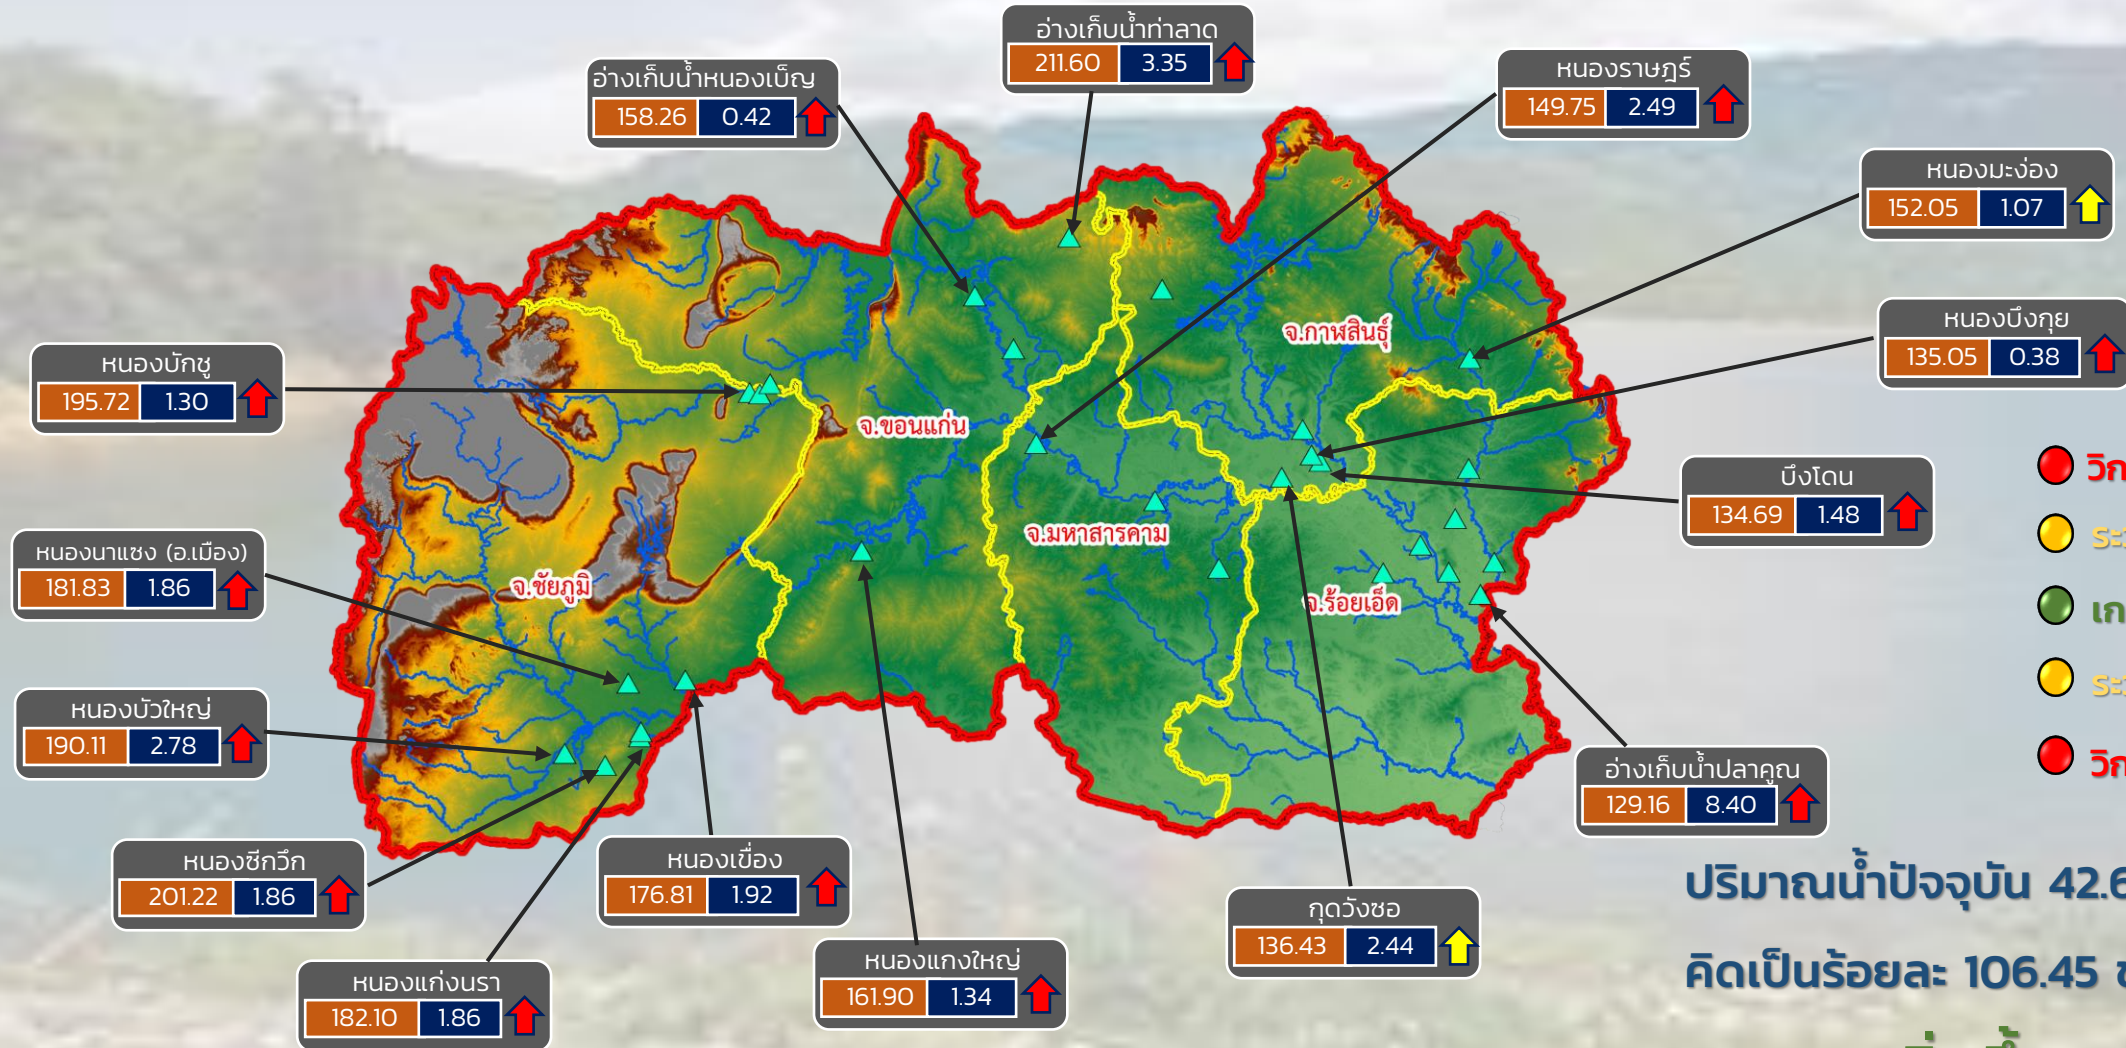 อ่างเก็บน้ำท่าลาด
211.60 3.35
อ่างเก็บน้ำหนองเบ็ญ
158.26 0.42
หนองราษฎร์
149.75 2.49
หนองมะง่อง
152.05 1.07
หนองบึงกุย
135.05 0.38
หนองบักชู
195.72 1.30
จ.กาฬสินธุ์
จ.ขอนแก่น
บึงโดน
134.69 1.48
หนองนาแซง (อ.เมือง)
181.83 1.86
จ.มหาสารคาม
จ.ชัยภูมิ
จ.ร้อยเอ็ด
หนองบัวใหญ่
190.11 2.78
อ่างเก็บน้ำปลาคูณ
129.16 8.40
หนองซีกวึก
201.22 1.86
หนองเขื่อง
176.81 1.92
กุดวังซอ
136.43 2.44
หนองแกงใหญ่
161.90 1.34
หนองแก่งนรา
182.10 1.86
ปริมาณน้ำปัจจุบัน 42.6
คิดเป็นร้อยละ 106.45